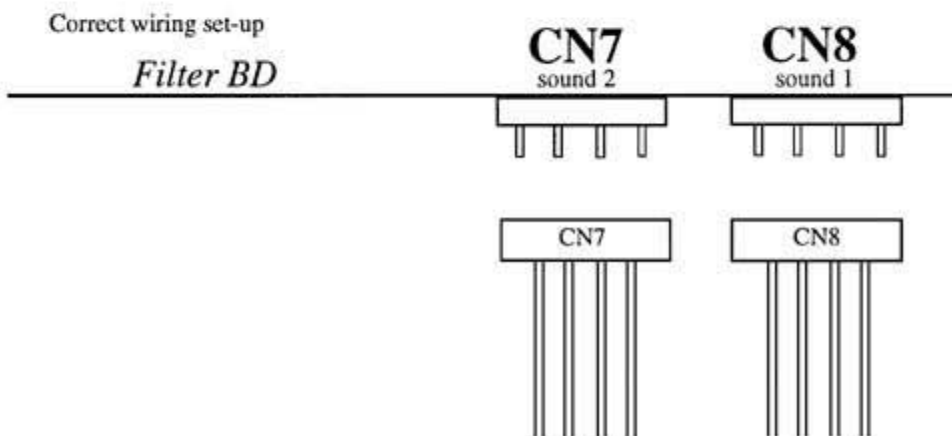 Correct wiring set-up
Filter BD
CN7
sound 2
CN8
sound 1
CN7
CN8